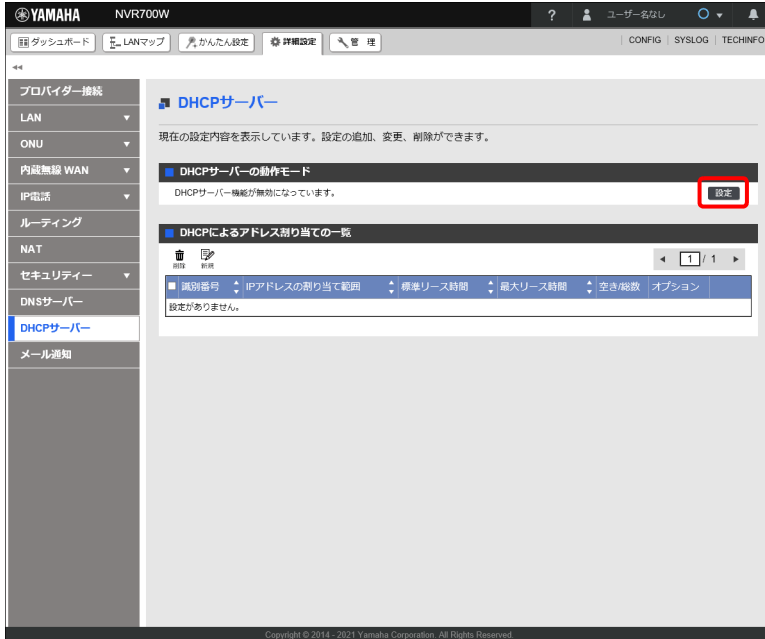 YAMAHA NVR700W ? ユーザー名なし
ダッシュボード LANマップ かんたん設定 詳細設定 管 理 CONFIG SYSLOG TECHINFO
プロバイダー接続
LAN
ONU
内蔵無線 WAN
IP電話
ルーティング
NAT
セキュリティー
DNSサーバー
DHCPサーバー
メール通知
DHCPサーバー
現在の設定内容を表示しています。設定の追加、変更、削除ができます。
DHCPサーバーの動作モード
DHCPサーバー機能が無効になっています。 設定
DHCPによるアドレス割り当ての一覧
削除 新規 1 / 1
識別番号 IPアドレスの割り当て範囲 標準リース時間 最大リース時間 空き/総数 オプション
設定がありません。
Copyright © 2014 - 2021 Yamaha Corporation. All Rights Reserved.